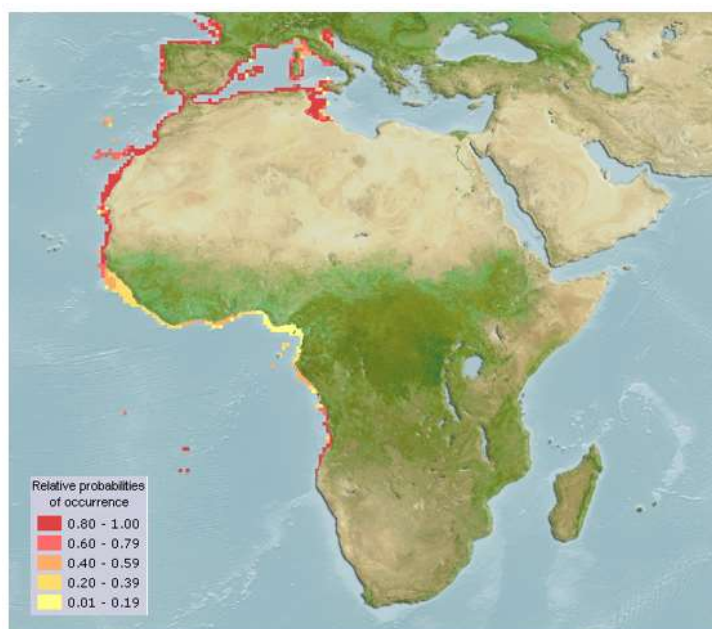 Relative probabilities
of occurrence
0.80 - 1.00
0.60 - 0.79
0.40 - 0.59
0.20 - 0.39
0.01 - 0.19